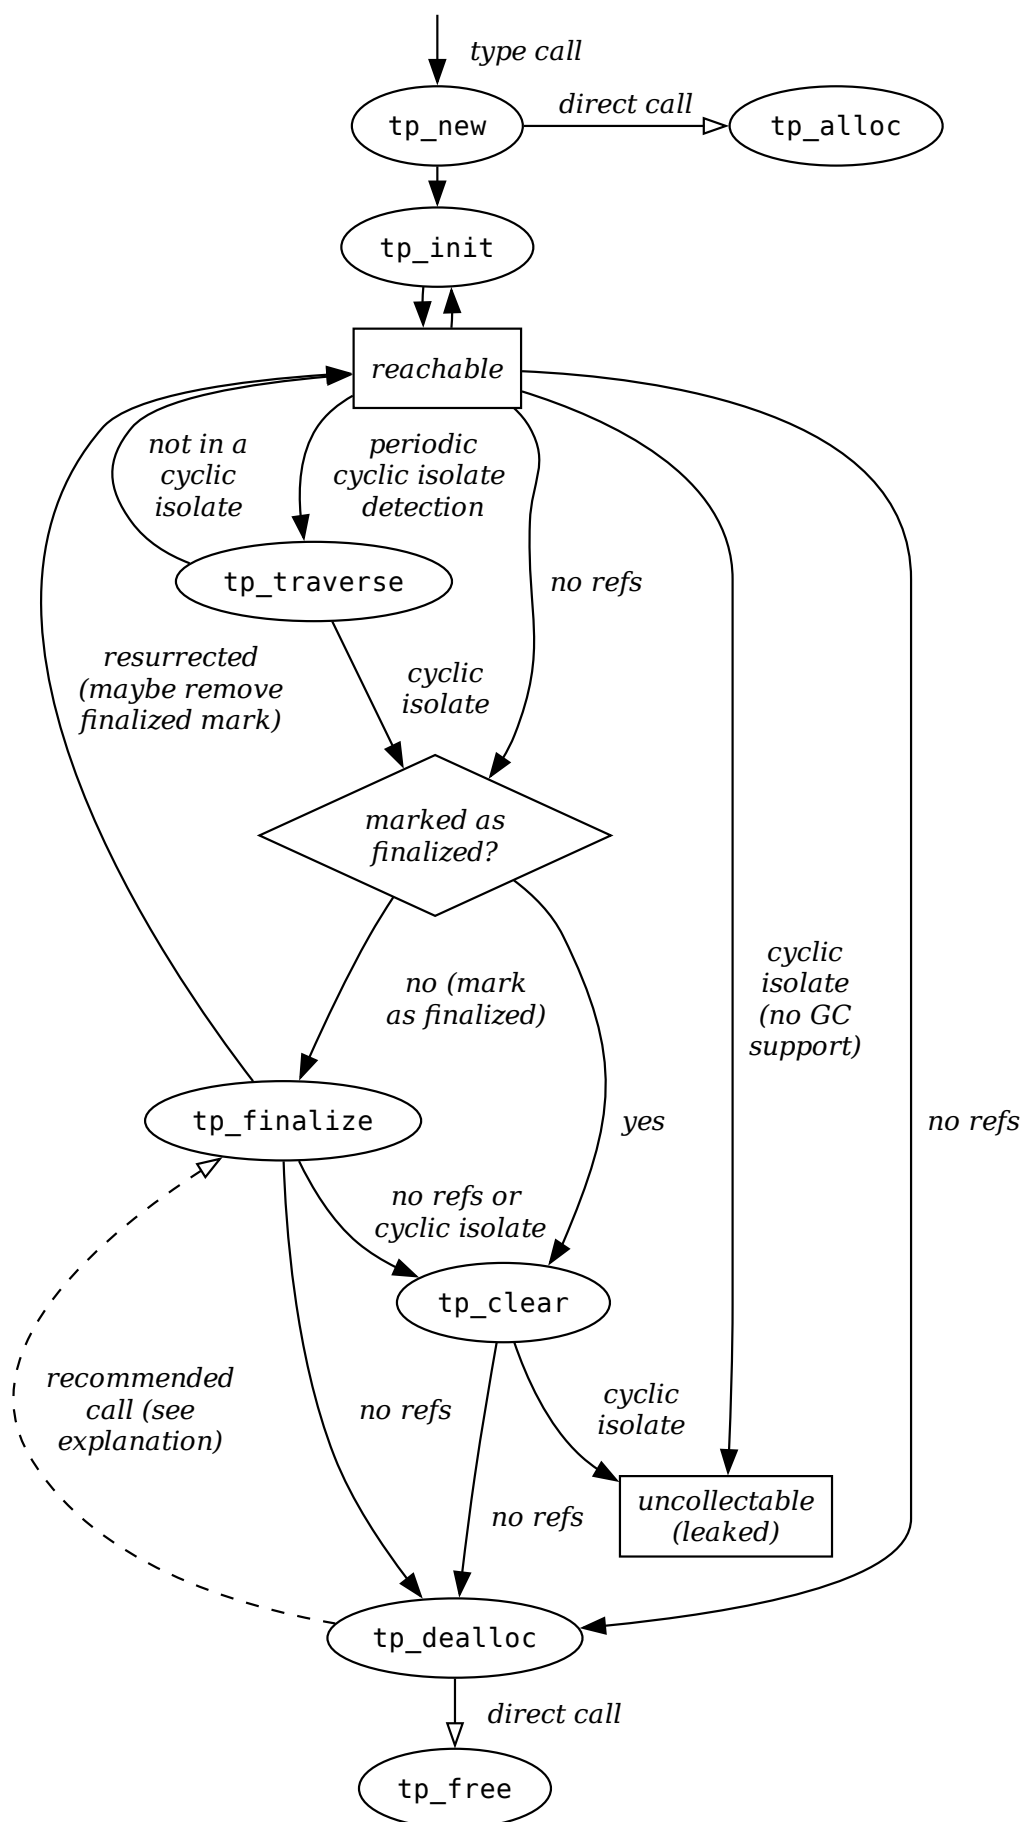 type call
direct call
tp_new
tp_alloc
tp_init
reachable
not in a
cyclic
isolate
periodic
cyclic isolate
detection
tp_traverse
no refs
resurrected
(maybe remove
finalized mark)
cyclic
isolate
marked as
finalized?
no (mark
as finalized)
cyclic
isolate
(no GC
support)
tp_finalize
yes
no refs
no refs or
cyclic isolate
tp_clear
recommended
call (see
explanation)
no refs
cyclic
isolate
no refs
uncollectable
(leaked)
tp_dealloc
direct call
tp_free